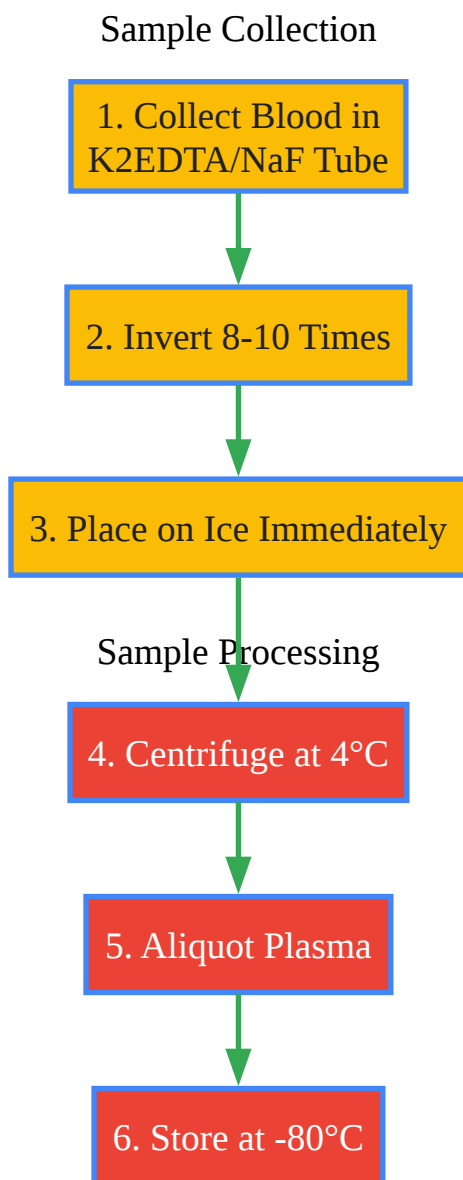 Sample Collection
1. Collect Blood in
K2EDTA/NaF Tube
2. Invert 8-10 Times
3. Place on Ice Immediately
Sample Processing
4. Centrifuge at 4°C
5. Aliquot Plasma
6. Store at -80°C